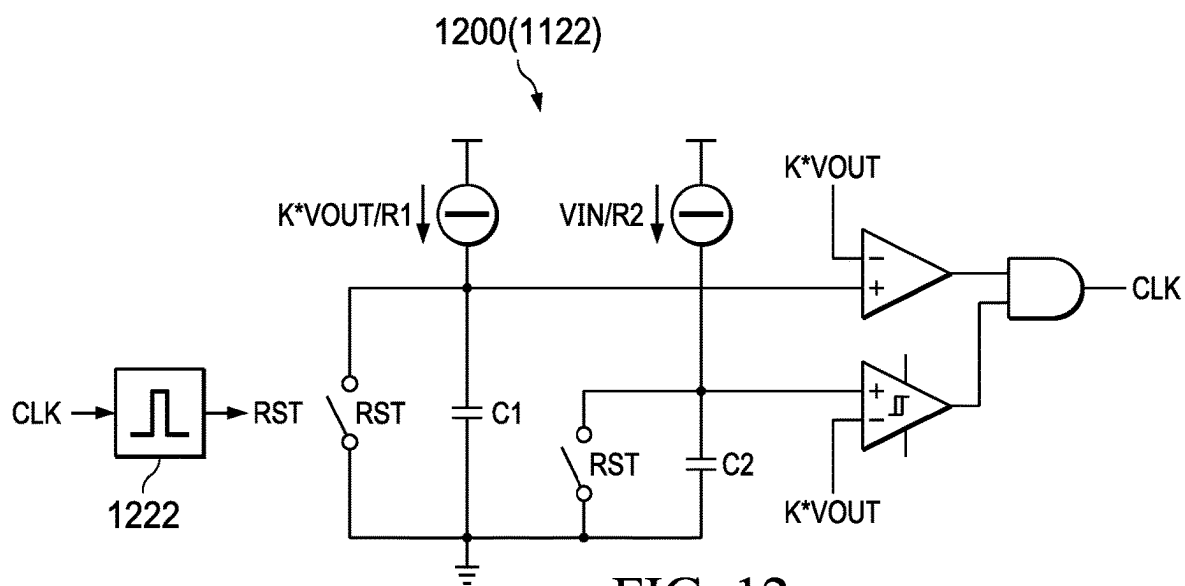 1200(1122)
K*VOUT
K*VOUT/R1
VIN/R2
−
+
CLK
CLK
RST
RST
C1
RST
C2
+
−
K*VOUT
1222
FIG. 12